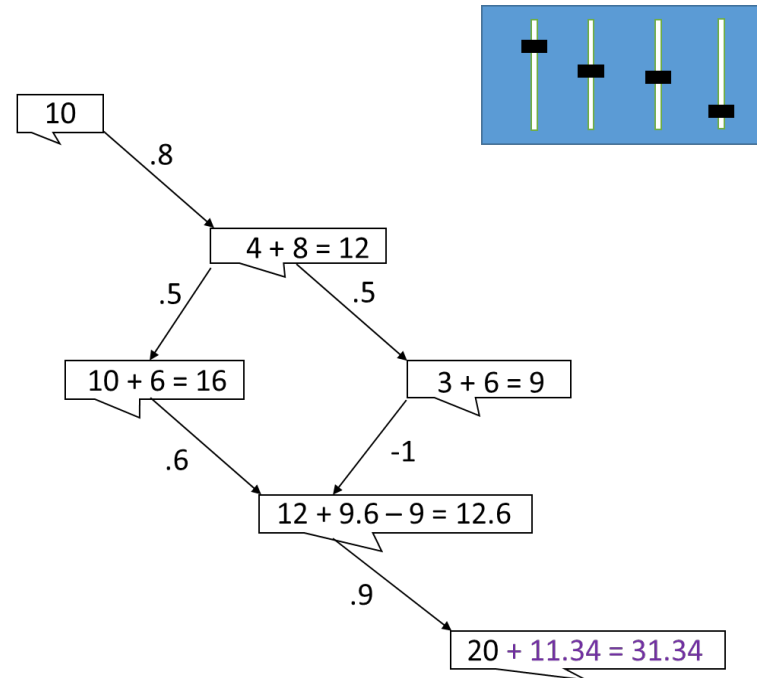 10
.8
4 + 8 = 12
.5
.5
10 + 6 = 16
3 + 6 = 9
.6
-1
12 + 9.6 – 9 = 12.6
.9
20 + 11.34 = 31.34